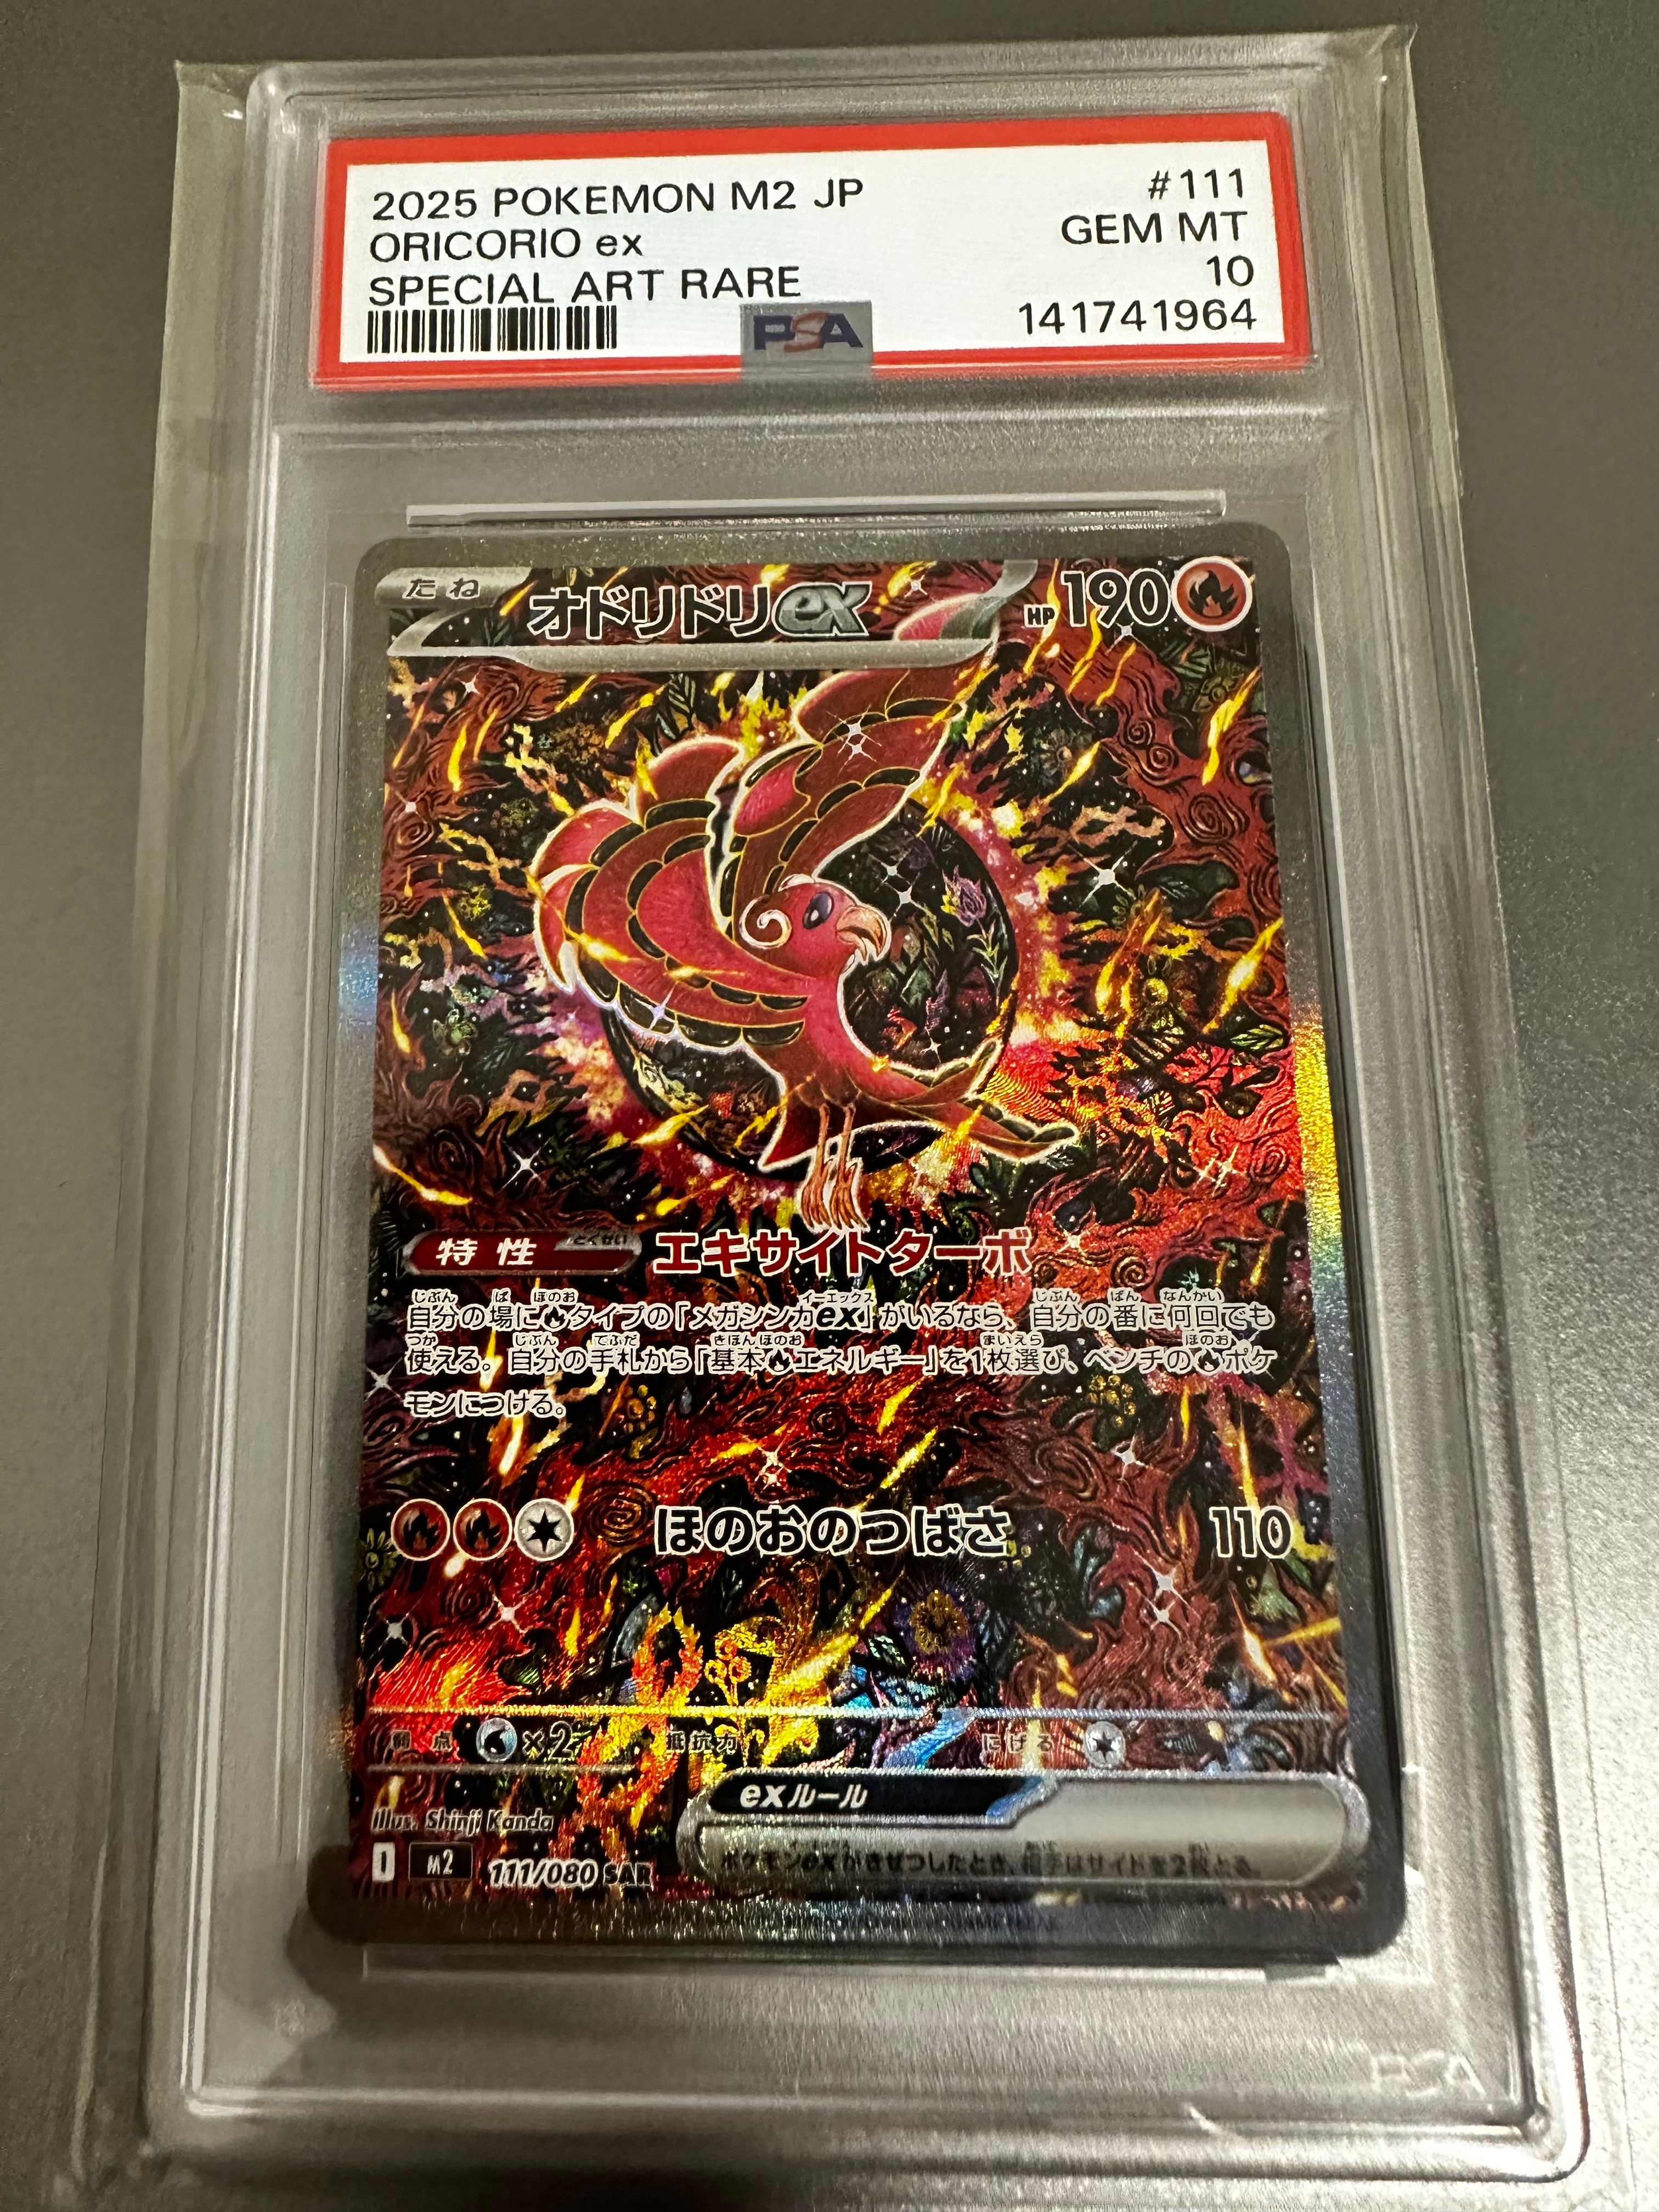 2025 POKEMON M2 JP #111
ORICORIO ex GEM MT
SPECIAL ART RARE 10
141741964
PSA
たね オドリドリex HP190
特性 とくせい エキサイトターボ
自分の場に タイプの「メガシンカex」がいるなら、自分の番に何回でも
使える。自分の手札から「基本 エネルギー」を1枚選び、ベンチの ポケ
モンにつける。
ほのおのつばさ 110
弱点 ×2 抵抗力 にげる
exルール
ポケモンexがきぜつしたとき、相手はサイドを2枚とる。
Illus. Shinji Kanda
I M2 111/080 SAR
PSA